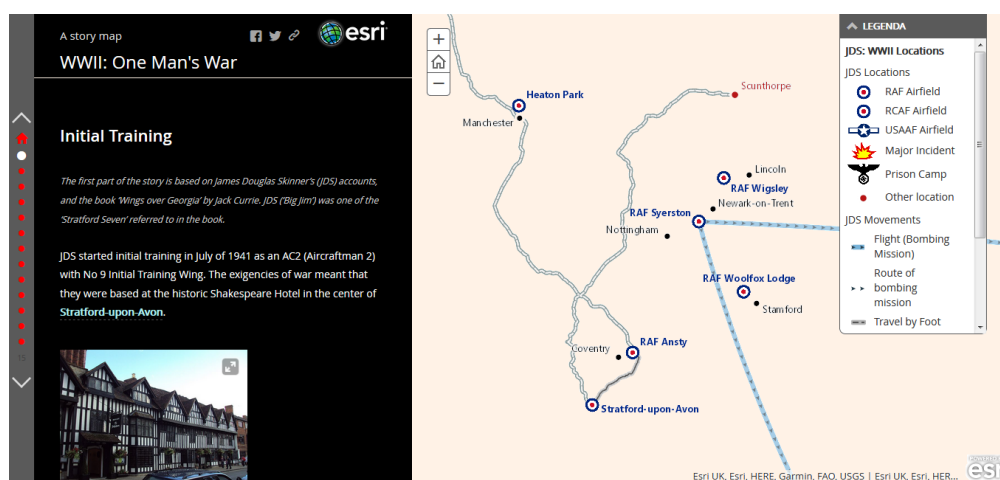 A story map
esri
WWII: One Man's War
Initial Training
The first part of the story is based on James Douglas Skinner's (JDS) accounts,
and the book 'Wings over Georgia' by Jack Currie. JDS ('Big Jim') was one of the
'Stratford Seven' referred to in the book.
JDS started initial training in July of 1941 as an AC2 (Aircraftman 2)
with No 9 Initial Training Wing. The exigencies of war meant that
they were based at the historic Shakespeare Hotel in the center of
Stratford-upon-Avon.
15
+
−
Heaton Park
Manchester
Scunthorpe
Lincoln
RAF Wigsley
Newark-on-Trent
RAF Syerston
Nottingham
RAF Woolfox Lodge
Stamford
RAF Ansty
Coventry
Stratford-upon-Avon
LEGENDA
JDS: WWII Locations
JDS Locations
RAF Airfield
RCAF Airfield
USAAF Airfield
Major Incident
Prison Camp
Other location
JDS Movements
Flight (Bombing
Mission)
Route of
bombing
mission
Travel by Foot
Esri UK, Esri, HERE, Garmin, FAO, USGS | Esri UK, Esri, HER...
POWERED BY
esri